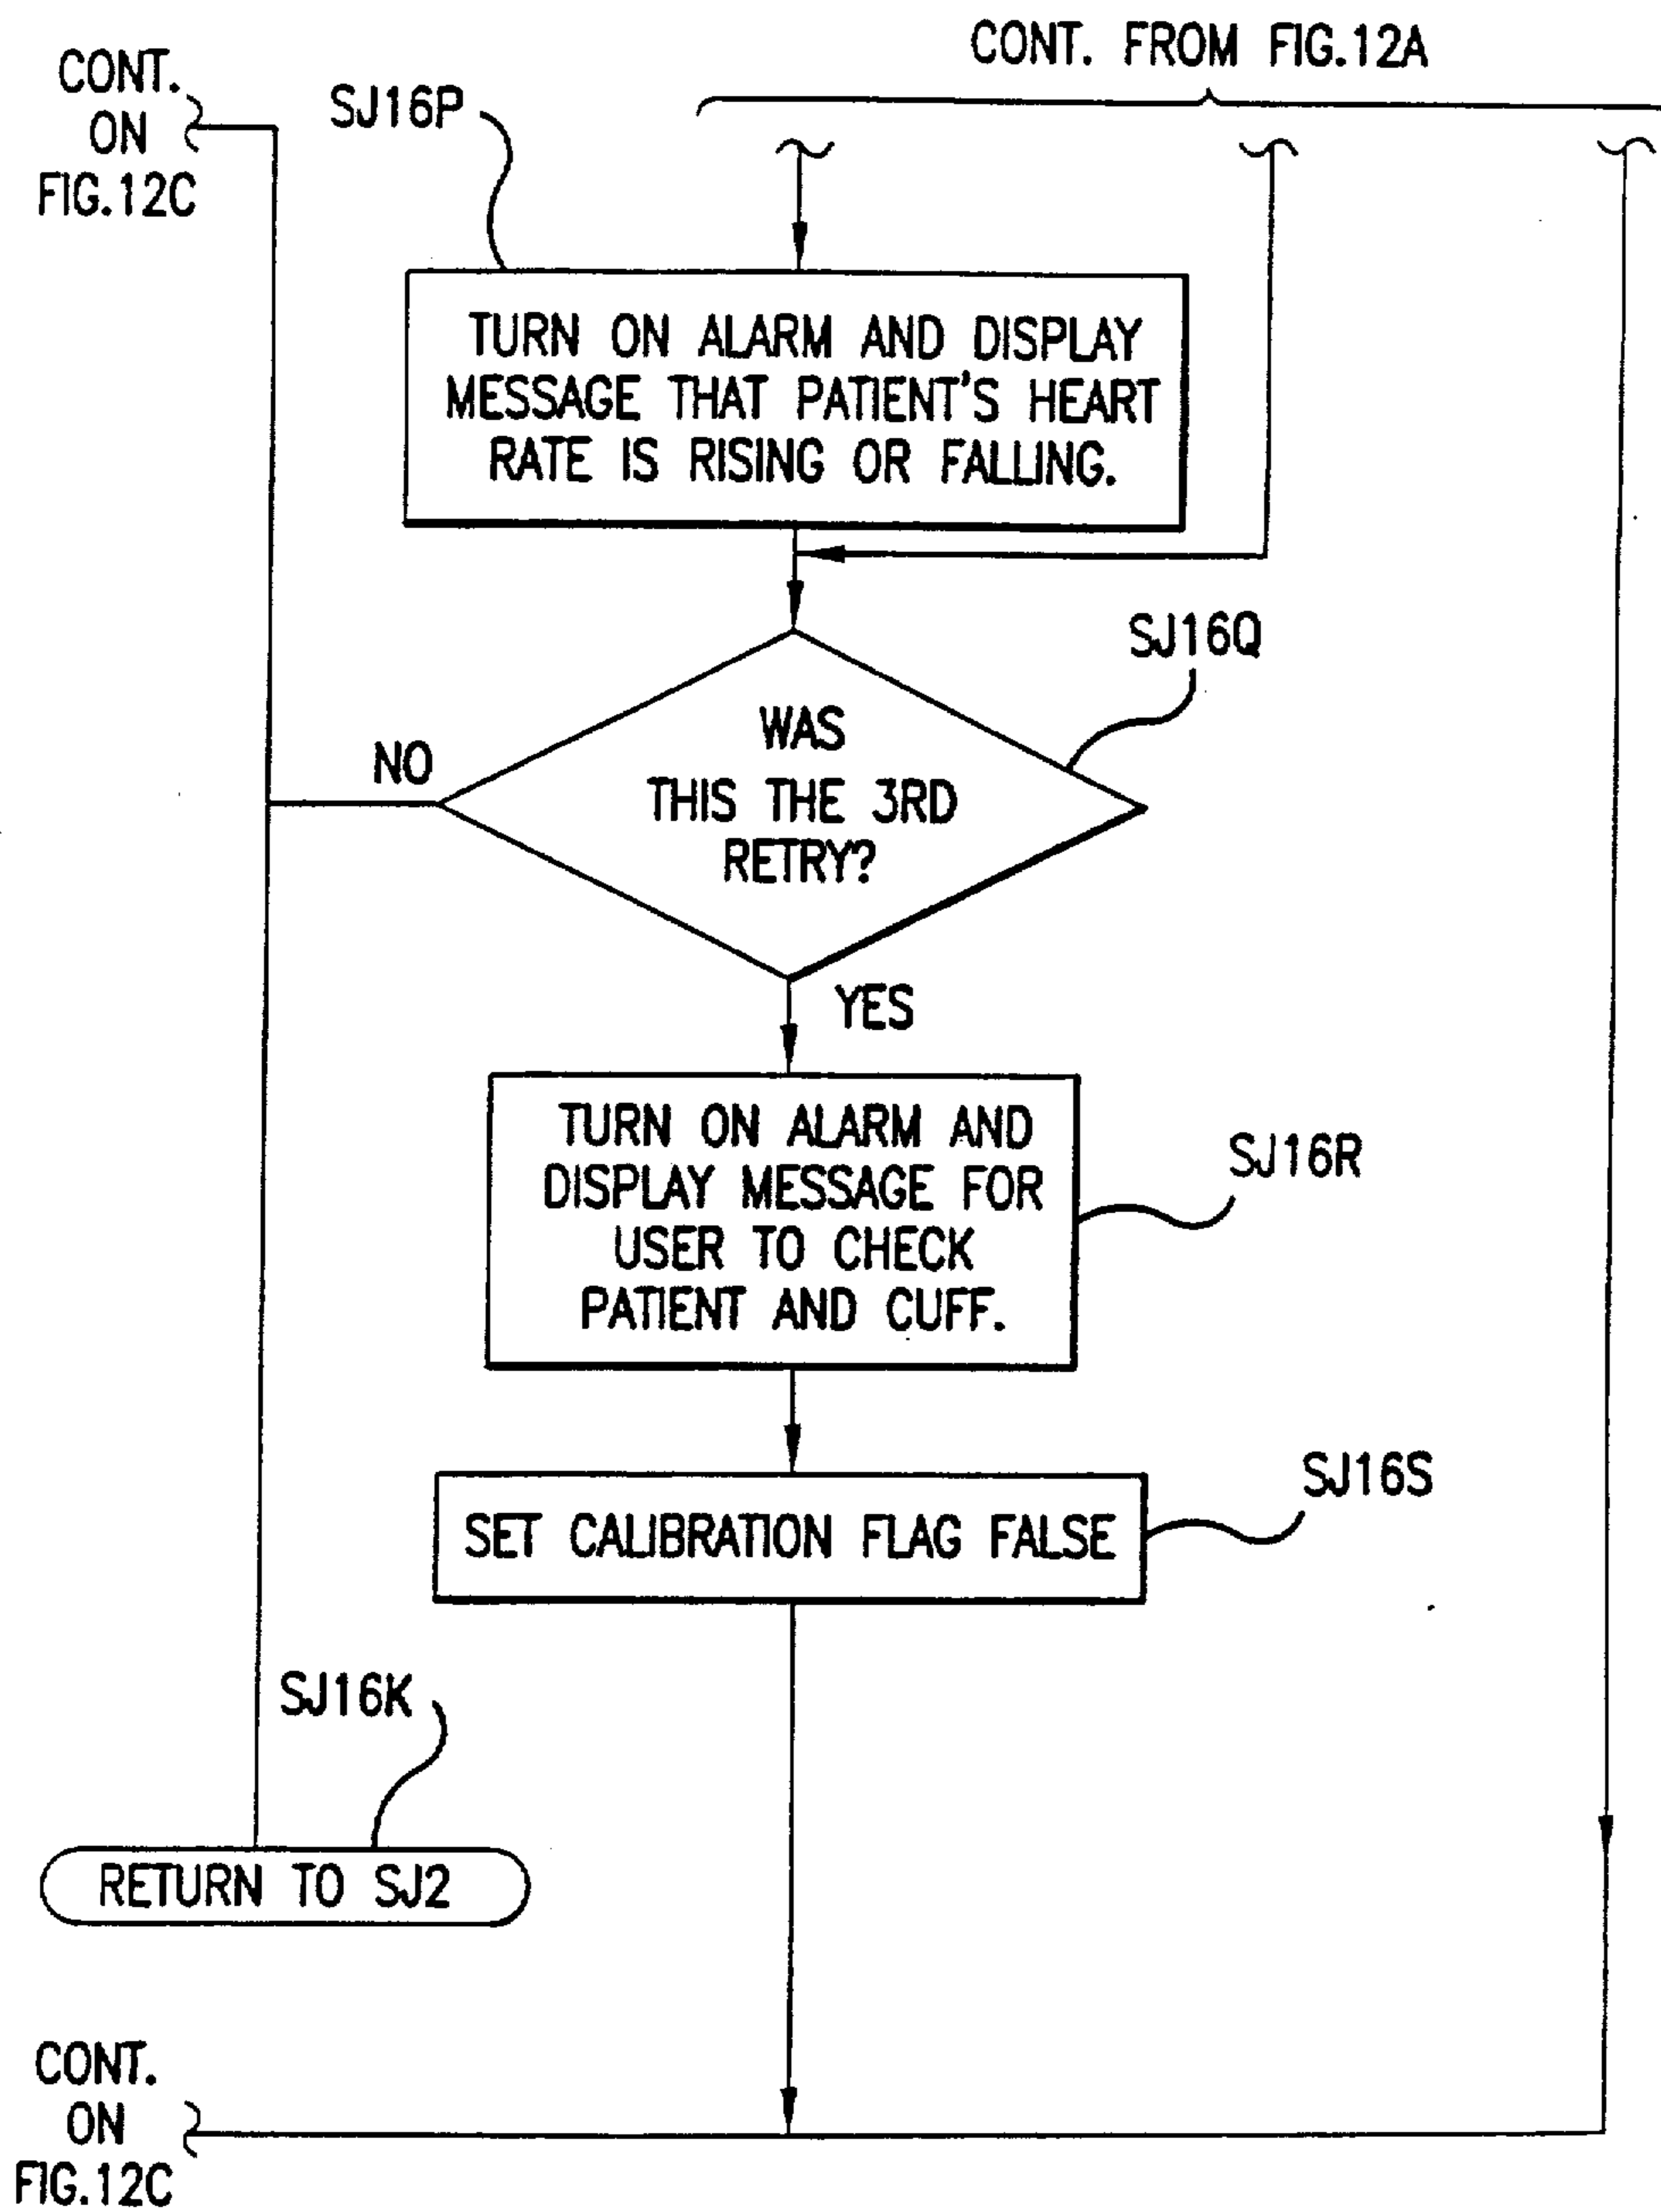 CONT. FROM FIG.12A
CONT.
ON
FIG.12C
SJ16P
TURN ON ALARM AND DISPLAY
MESSAGE THAT PATIENT'S HEART
RATE IS RISING OR FALLING.
SJ16Q
WAS
THIS THE 3RD
RETRY?
NO
YES
TURN ON ALARM AND
DISPLAY MESSAGE FOR
USER TO CHECK
PATIENT AND CUFF.
SJ16R
SET CALIBRATION FLAG FALSE
SJ16S
SJ16K
RETURN TO SJ2
CONT.
ON
FIG.12C